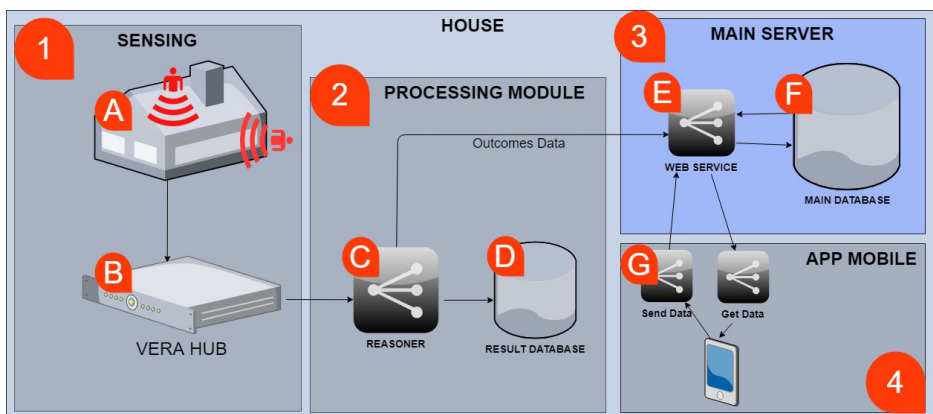 HOUSE
1
SENSING
A
B
VERA HUB
2
PROCESSING MODULE
Outcomes Data
C
REASONER
D
RESULT DATABASE
3
MAIN SERVER
E
WEB SERVICE
F
MAIN DATABASE
APP MOBILE
G
Send Data
Get Data
4